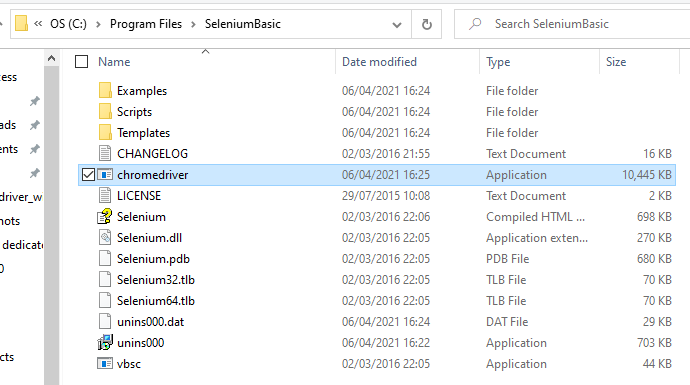 « OS (C:) › Program Files › SeleniumBasic
Search SeleniumBasic
Name Date modified Type Size
Examples 06/04/2021 16:24 File folder
cess
Scripts 06/04/2021 16:24 File folder
ads
Templates 06/04/2021 16:24 File folder
ents
CHANGELOG 02/03/2016 21:55 Text Document 16 KB
chromedriver 06/04/2021 16:25 Application 10,445 KB
driver_w
LICENSE 29/07/2015 10:08 Text Document 2 KB
nots
Selenium 02/03/2016 22:06 Compiled HTML ... 698 KB
Selenium.dll 02/03/2016 22:05 Application exten... 270 KB
dedicate
Selenium.pdb 02/03/2016 22:05 PDB File 680 KB
0
Selenium32.tlb 02/03/2016 22:05 TLB File 70 KB
Selenium64.tlb 02/03/2016 22:05 TLB File 70 KB
unins000.dat 06/04/2021 16:24 DAT File 29 KB
unins000 06/04/2021 16:22 Application 703 KB
cts
vbsc 02/03/2016 22:05 Application 44 KB